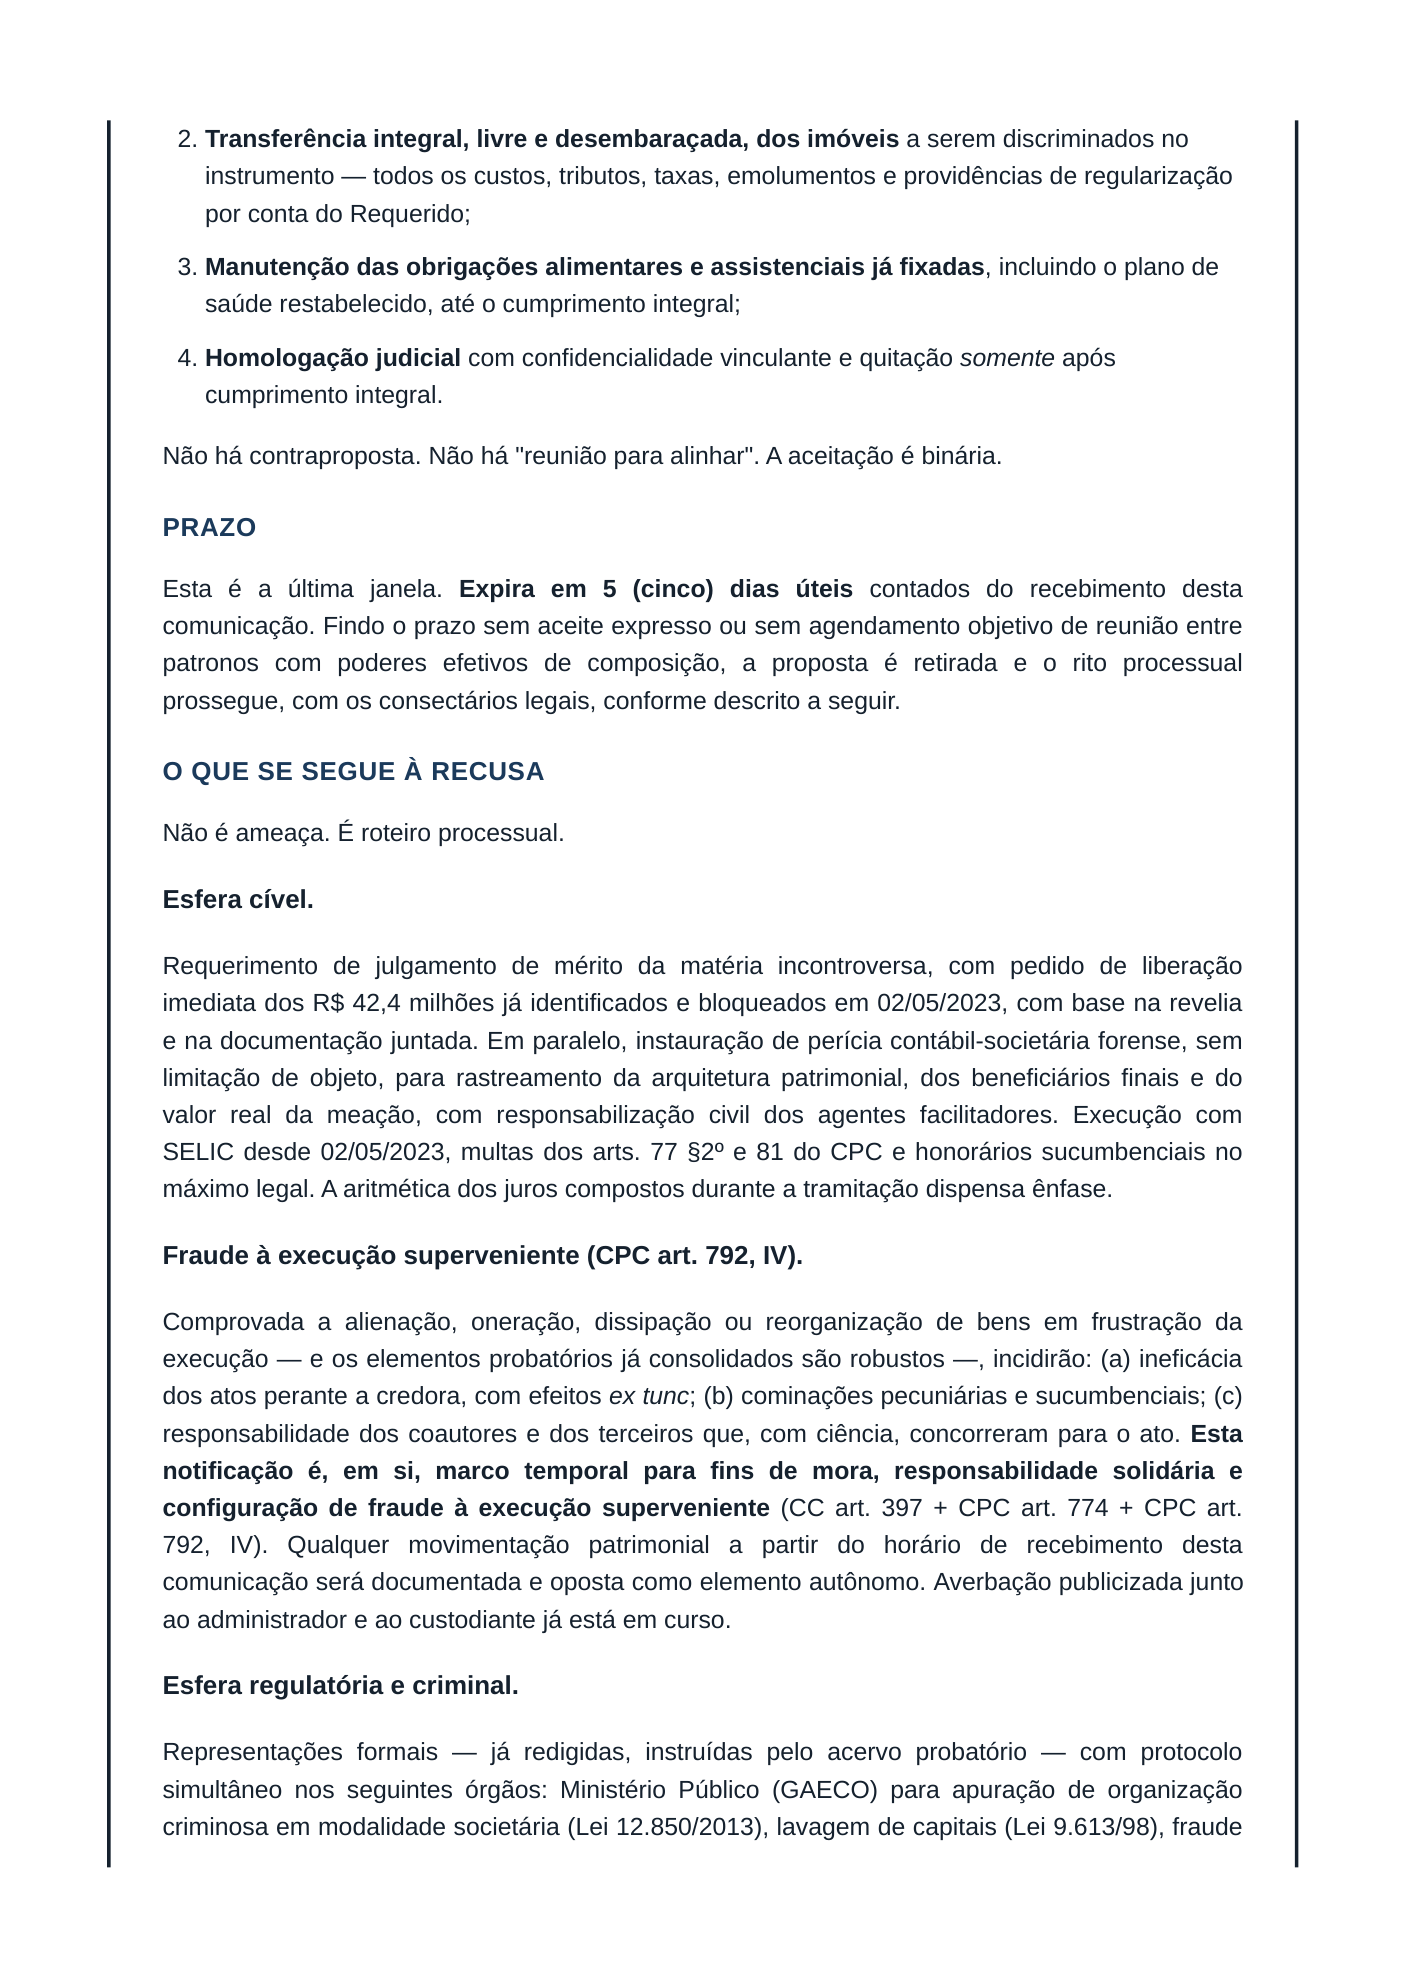 2. Transferência integral, livre e desembaraçada, dos imóveis a serem discriminados no
instrumento — todos os custos, tributos, taxas, emolumentos e providências de regularização
por conta do Requerido;
3. Manutenção das obrigações alimentares e assistenciais já fixadas, incluindo o plano de
saúde restabelecido, até o cumprimento integral;
4. Homologação judicial com confidencialidade vinculante e quitação somente após
cumprimento integral.
Não há contraproposta. Não há "reunião para alinhar". A aceitação é binária.
PRAZO
Esta é a última janela. Expira em 5 (cinco) dias úteis contados do recebimento desta
comunicação. Findo o prazo sem aceite expresso ou sem agendamento objetivo de reunião entre
patronos com poderes efetivos de composição, a proposta é retirada e o rito processual
prossegue, com os consectários legais, conforme descrito a seguir.
O QUE SE SEGUE À RECUSA
Não é ameaça. É roteiro processual.
Esfera cível.
Requerimento de julgamento de mérito da matéria incontroversa, com pedido de liberação
imediata dos R$ 42,4 milhões já identificados e bloqueados em 02/05/2023, com base na revelia
e na documentação juntada. Em paralelo, instauração de perícia contábil-societária forense, sem
limitação de objeto, para rastreamento da arquitetura patrimonial, dos beneficiários finais e do
valor real da meação, com responsabilização civil dos agentes facilitadores. Execução com
SELIC desde 02/05/2023, multas dos arts. 77 §2º e 81 do CPC e honorários sucumbenciais no
máximo legal. A aritmética dos juros compostos durante a tramitação dispensa ênfase.
Fraude à execução superveniente (CPC art. 792, IV).
Comprovada a alienação, oneração, dissipação ou reorganização de bens em frustração da
execução — e os elementos probatórios já consolidados são robustos —, incidirão: (a) ineficácia
dos atos perante a credora, com efeitos ex tunc; (b) cominações pecuniárias e sucumbenciais; (c)
responsabilidade dos coautores e dos terceiros que, com ciência, concorreram para o ato. Esta
notificação é, em si, marco temporal para fins de mora, responsabilidade solidária e
configuração de fraude à execução superveniente (CC art. 397 + CPC art. 774 + CPC art.
792, IV). Qualquer movimentação patrimonial a partir do horário de recebimento desta
comunicação será documentada e oposta como elemento autônomo. Averbação publicizada junto
ao administrador e ao custodiante já está em curso.
Esfera regulatória e criminal.
Representações formais — já redigidas, instruídas pelo acervo probatório — com protocolo
simultâneo nos seguintes órgãos: Ministério Público (GAECO) para apuração de organização
criminosa em modalidade societária (Lei 12.850/2013), lavagem de capitais (Lei 9.613/98), fraude